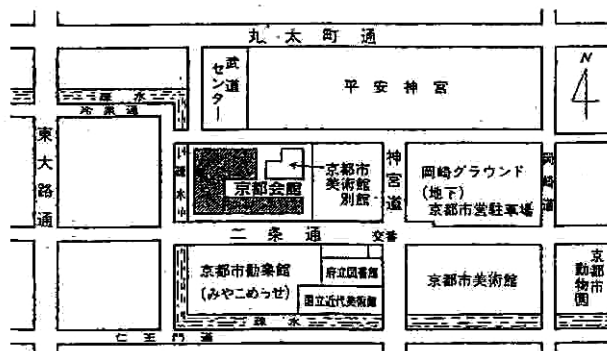 丸太町通
武道センター
平安神宮
N
疏水
冷泉通
東大路通
疏水
京都会館
京都市
美術館
別館
神宮道
岡崎グラウンド
(地下)
京都市営駐車場
岡崎道
二条通
交番
京都市勧業館
(みやこめっせ)
府立図書館
国立近代美術館
京都市美術館
京都市
動物園
疏水
仁王門通